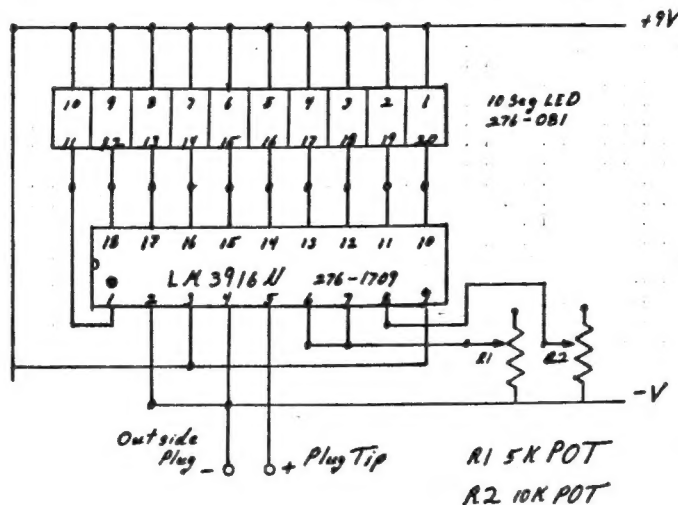 +9V
10 9 8 7 6 5 4 3 2 1
10 Seg LED
276-081
11 12 13 14 15 16 17 18 19 20
18 17 16 15 14 13 12 11 10
LM3916N 276-1709
1 2 3 4 5 6 7 8 9
R1 R2
-V
Outside
Plug - + Plug Tip
R1 5K POT
R2 10K POT